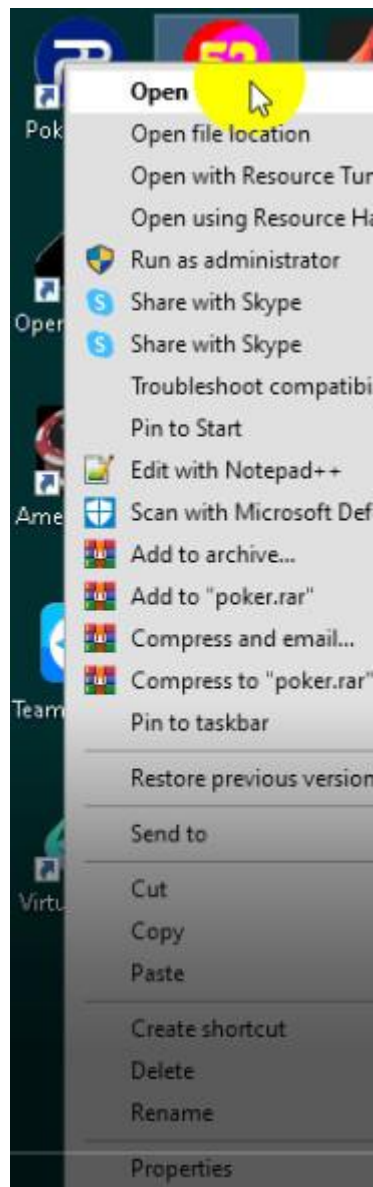 52
Pok
Open
Open file location
Open with Resource Tun
Open using Resource Ha
Run as administrator
Oper
Share with Skype
Share with Skype
Troubleshoot compatibi
Pin to Start
Edit with Notepad++
Ame
Scan with Microsoft Def
Add to archive...
Add to "poker.rar"
Compress and email...
Compress to "poker.rar"
Team
Pin to taskbar
Restore previous version
Send to
Virtu
Cut
Copy
Paste
Create shortcut
Delete
Rename
Properties